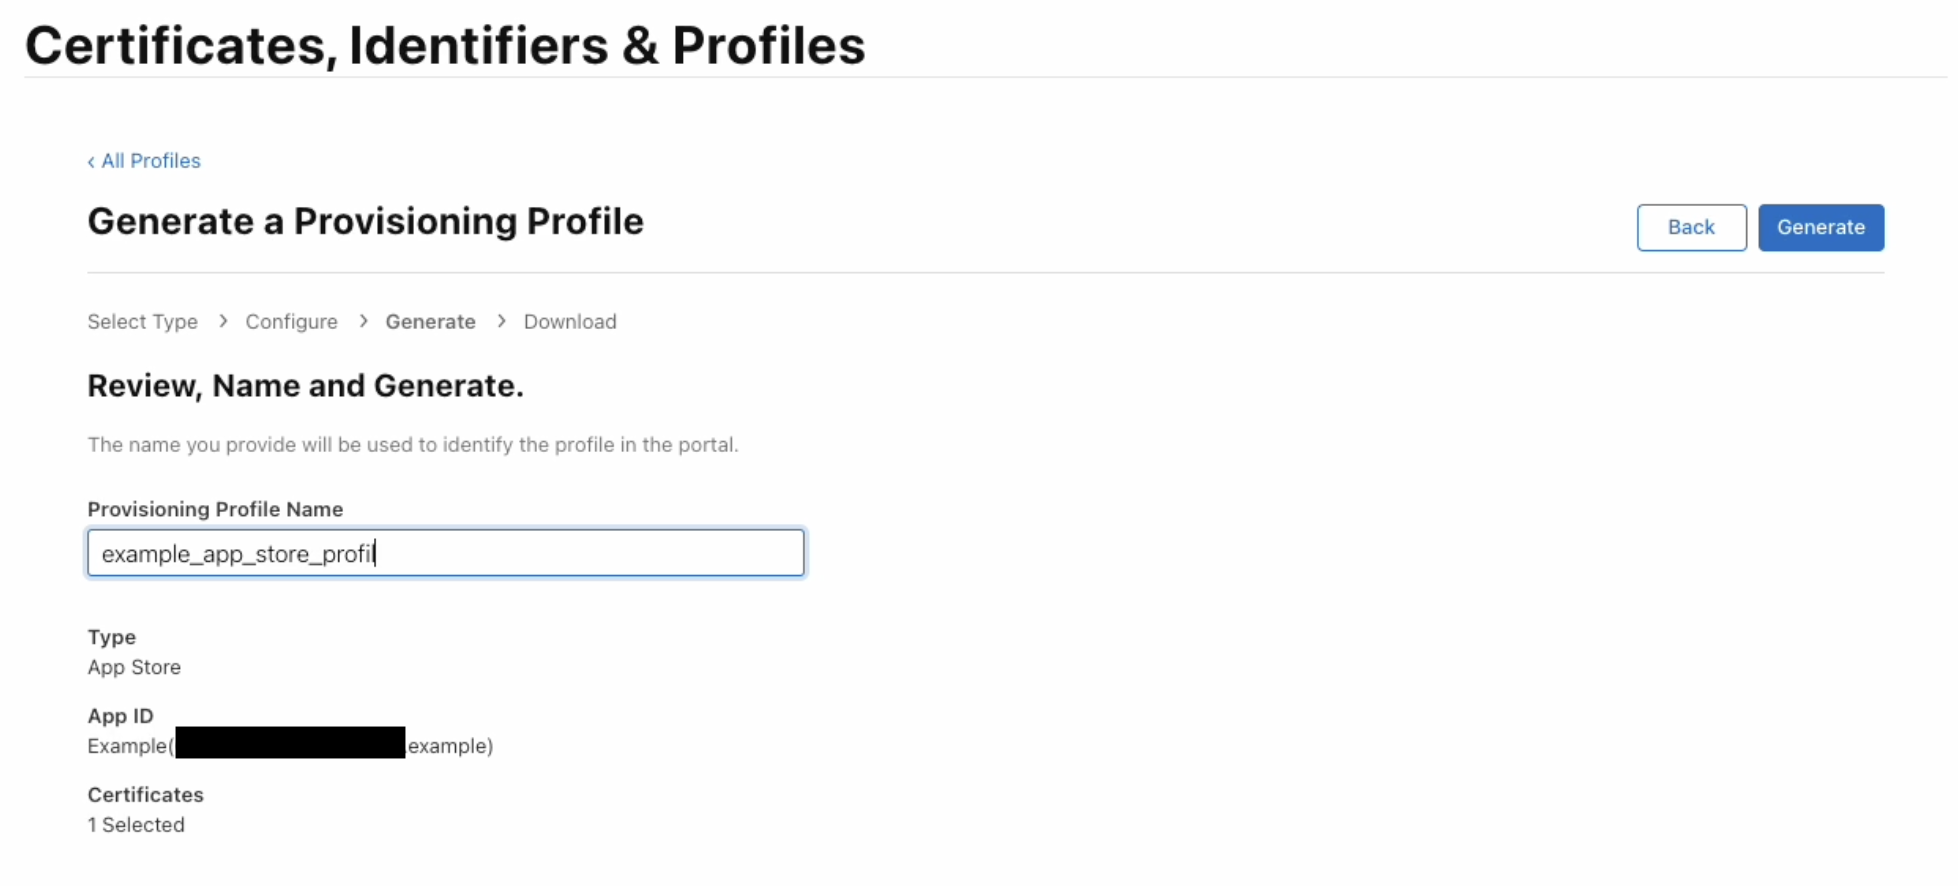 Certificates, Identifiers & Profiles
‹ All Profiles
Generate a Provisioning Profile
Back
Generate
Select Type > Configure > Generate > Download
Review, Name and Generate.
The name you provide will be used to identify the profile in the portal.
Provisioning Profile Name
example_app_store_profil
Type
App Store
App ID
Example( .example)
Certificates
1 Selected